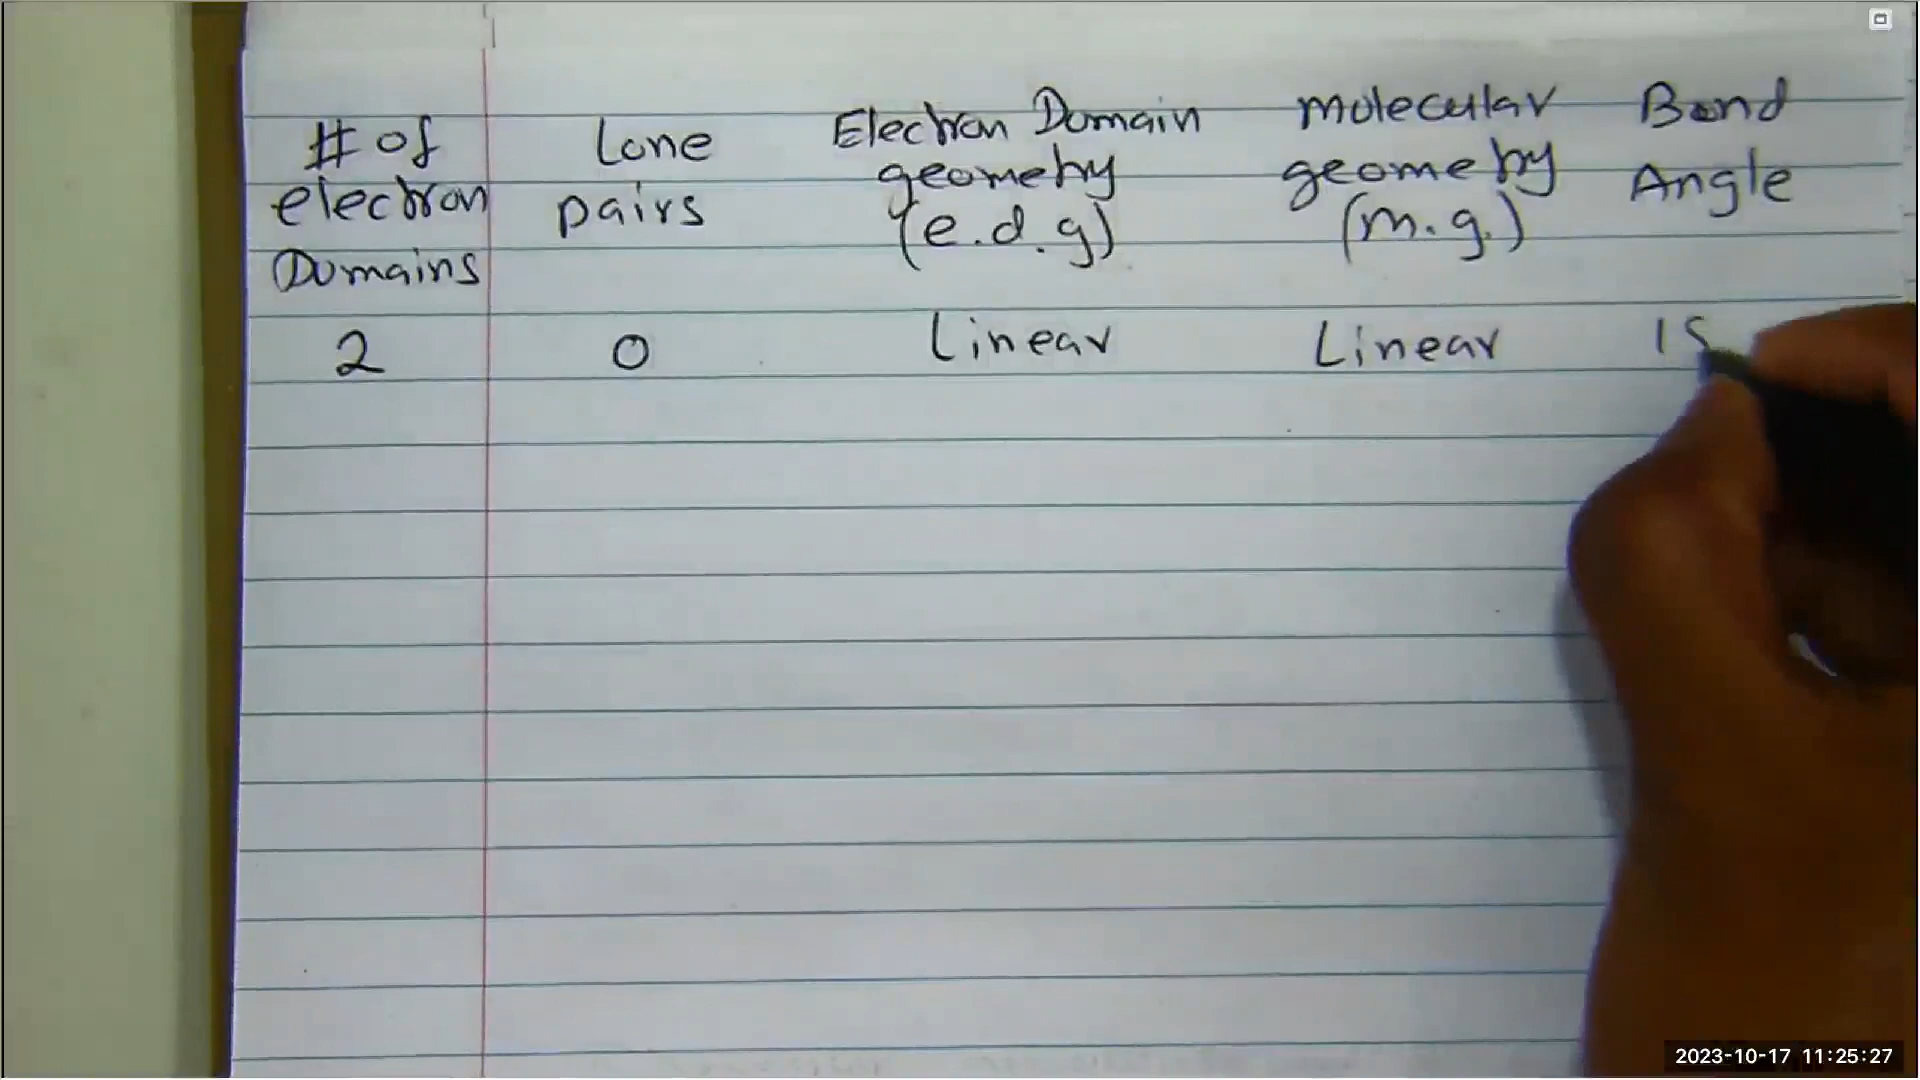 # of electron Domains
Lone pairs
Electron Domain geometry (e.d.g)
molecular geometry (m.g.)
Bond Angle
2 0 Linear Linear
2023-10-17 11:25:27